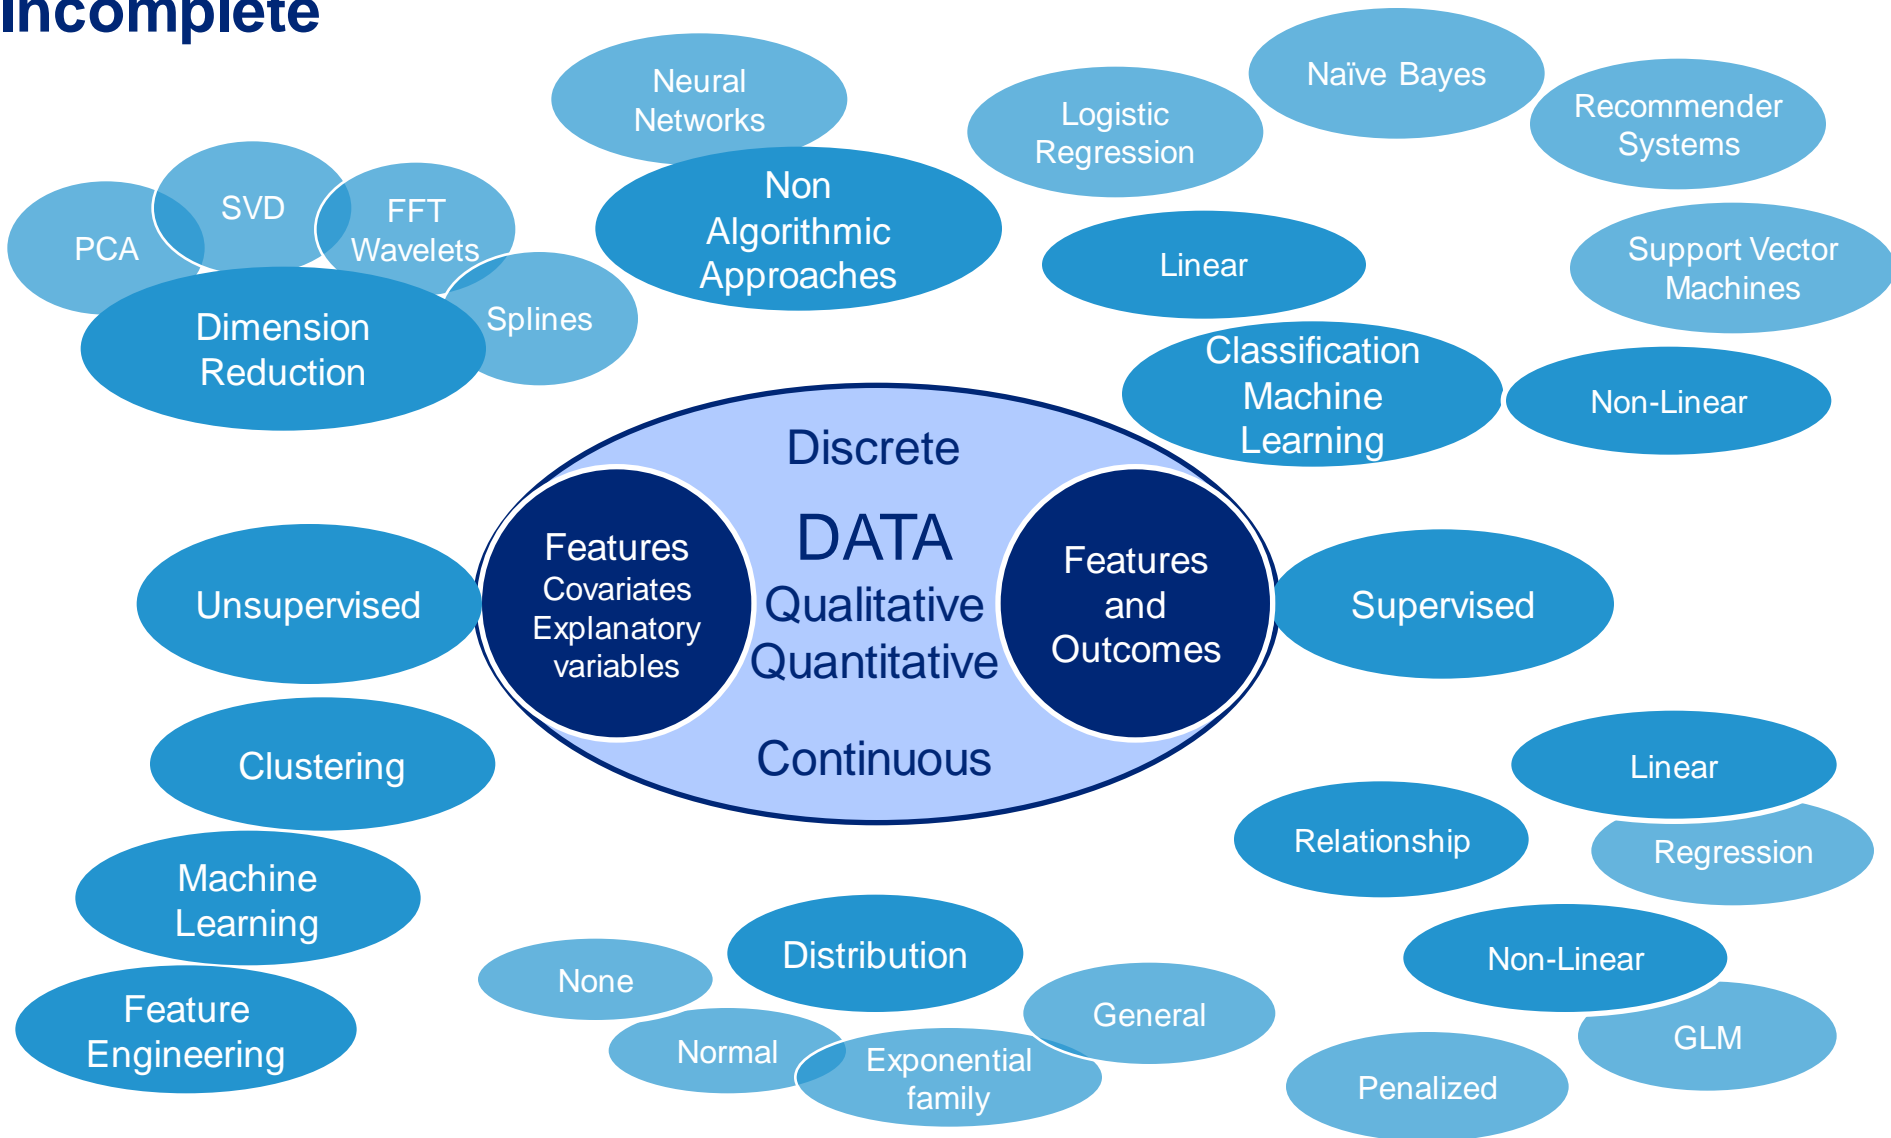 Incomplete
Neural
Networks
Naïve Bayes
Logistic
Regression
Recommender
Systems
PCA
SVD
FFT
Wavelets
Splines
Dimension
Reduction
Non
Algorithmic
Approaches
Linear
Support Vector
Machines
Classification
Machine
Learning
Non-Linear
Discrete
DATA
Qualitative
Quantitative
Continuous
Features
Covariates
Explanatory
variables
Features
and
Outcomes
Unsupervised
Supervised
Clustering
Machine
Learning
Feature
Engineering
Distribution
None
Normal
Exponential
family
General
Relationship
Linear
Regression
Non-Linear
GLM
Penalized